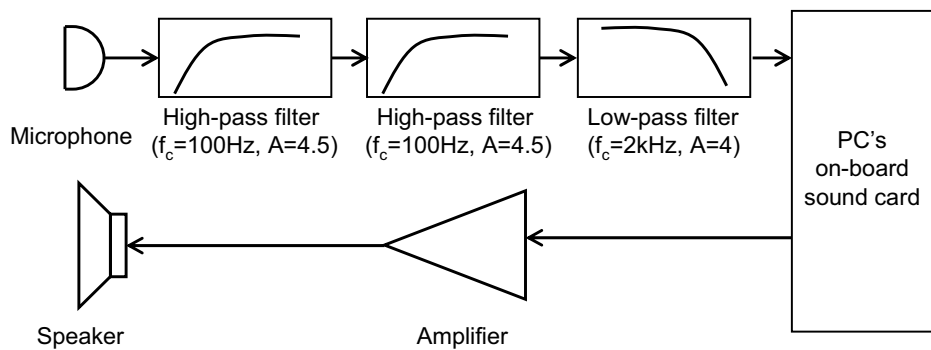 Microphone
High-pass filter
(f_c=100Hz, A=4.5)
High-pass filter
(f_c=100Hz, A=4.5)
Low-pass filter
(f_c=2kHz, A=4)
PC's
on-board
sound card
Speaker
Amplifier